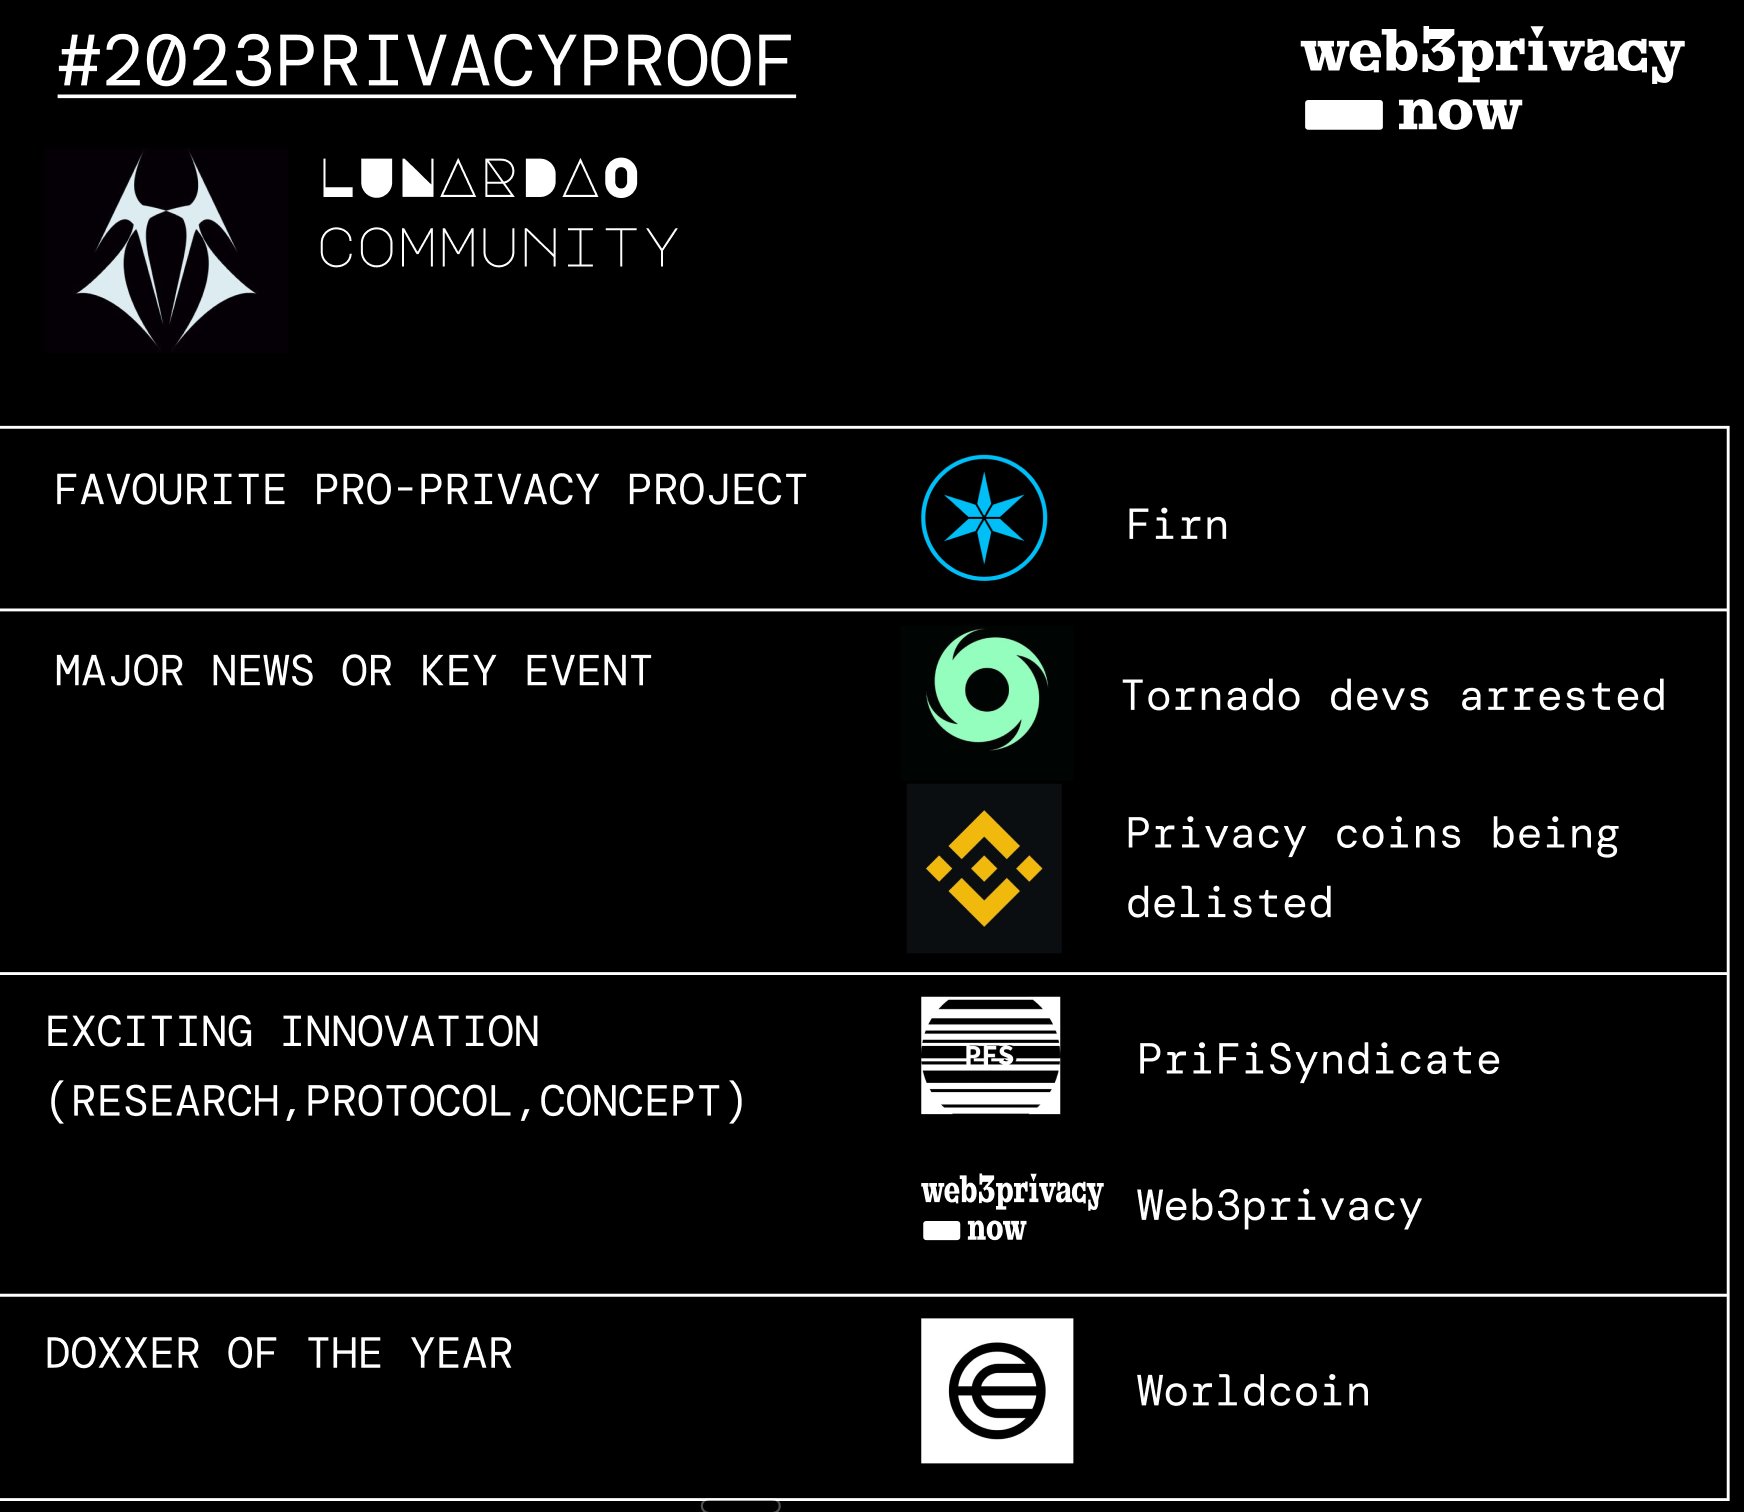 #2023PRIVACYPROOF
web3privacy
now
LUNARDAO
COMMUNITY
FAVOURITE PRO-PRIVACY PROJECT
Firn
MAJOR NEWS OR KEY EVENT
Tornado devs arrested
Privacy coins being
delisted
EXCITING INNOVATION
(RESEARCH,PROTOCOL,CONCEPT)
PFS
PriFiSyndicate
web3privacy
now
Web3privacy
DOXXER OF THE YEAR
Worldcoin